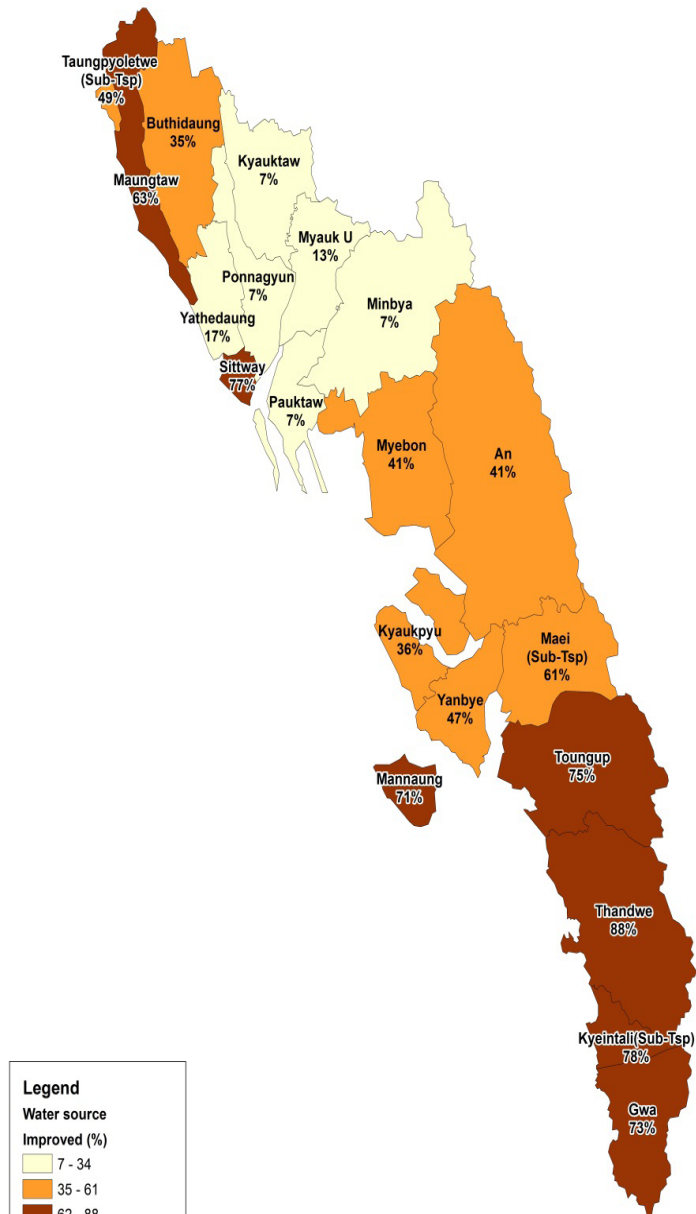 Taungpyoletwe
(Sub-Tsp)
49%
Buthidaung
35%
Kyauktaw
7%
Maungtaw
63%
Myauk U
13%
Ponnagyun
7%
Minbya
7%
Yathedaung
17%
Sittway
77%
Pauktaw
7%
Myebon
41%
An
41%
Kyaukpyu
36%
Maei
(Sub-Tsp)
61%
Yanbye
47%
Toungup
75%
Mannaung
71%
Thandwe
88%
Kyeintali(Sub-Tsp)
78%
Gwa
73%
Legend
Water source
Improved (%)
7 - 34
35 - 61
62 - 88